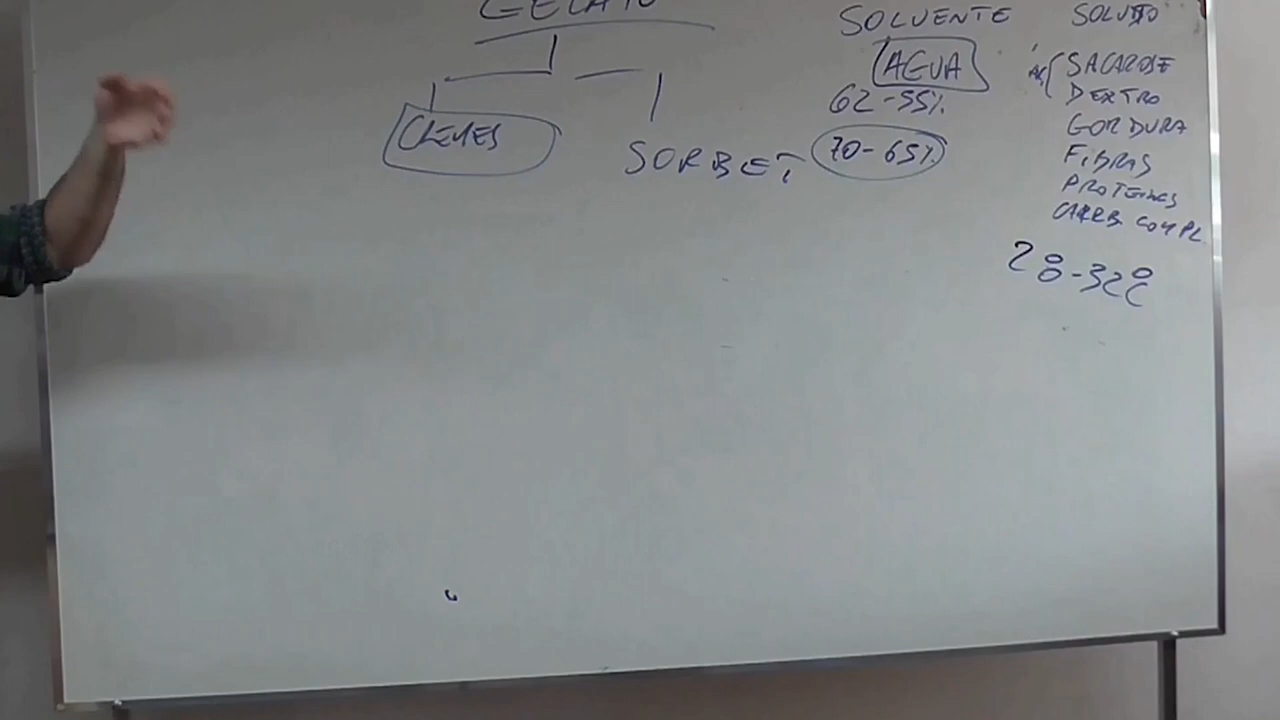 GELATO
CREMES
SORBET
SOLVENTE
AGUA
62-55%
70-65%
SOLUTO
SACAROSE
DEXTRO
GORDURA
FIBRAS
PROTEINAS
CARB. COMPL
28-32%